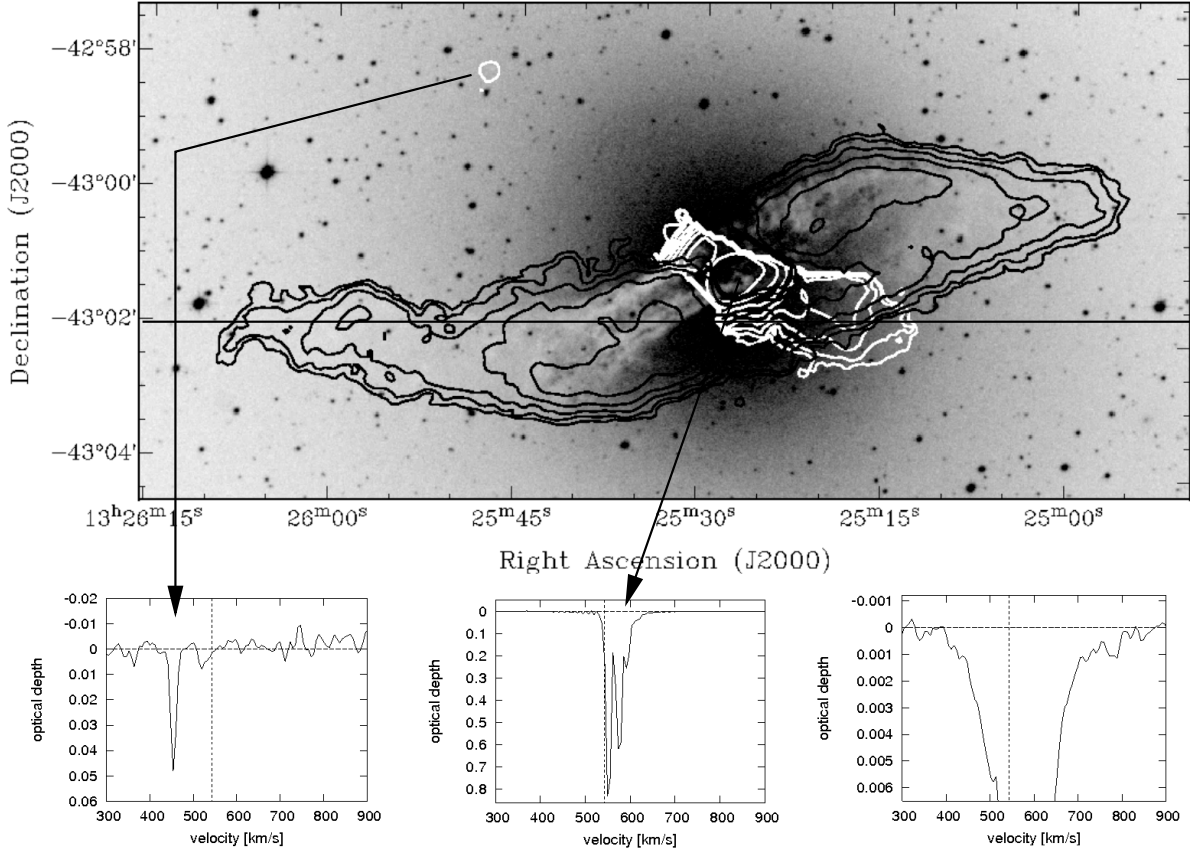 −42°58'
−43°00'
−43°02'
−43°04'
Declination (J2000)
13h26m15s 26m00s 25m45s 25m30s 25m15s 25m00s
Right Ascension (J2000)
-0.02
-0.01
0
0.01
0.02
0.03
0.04
0.05
0.06
optical depth
300 400 500 600 700 800 900
velocity [km/s]
0
0.1
0.2
0.3
0.4
0.5
0.6
0.7
0.8
optical depth
300 400 500 600 700 800 900
velocity [km/s]
-0.001
0
0.001
0.002
0.003
0.004
0.005
0.006
optical depth
300 400 500 600 700 800 900
velocity [km/s]